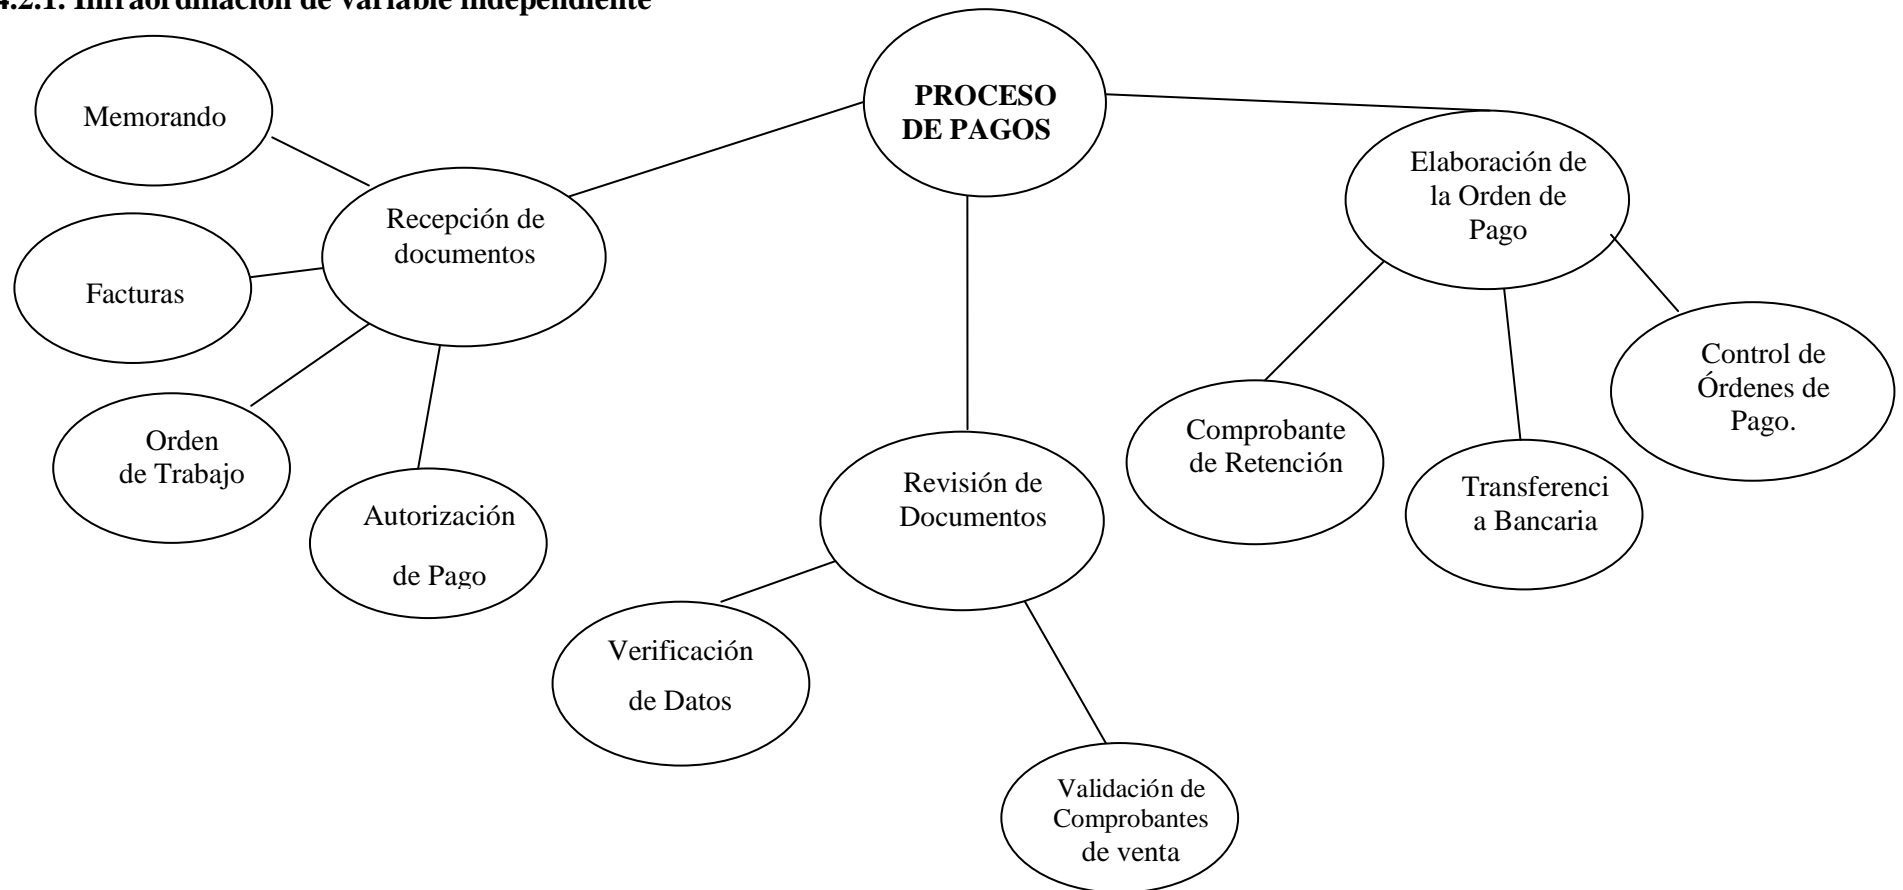 4.2.1. Infraordinación de variable independiente
PROCESO
DE PAGOS
Memorando
Recepción de
documentos
Facturas
Orden
de Trabajo
Autorización
de Pago
Revisión de
Documentos
Verificación
de Datos
Validación de
Comprobantes
de venta
Elaboración de
la Orden de
Pago
Comprobante
de Retención
Transferenci
a Bancaria
Control de
Órdenes de
Pago.